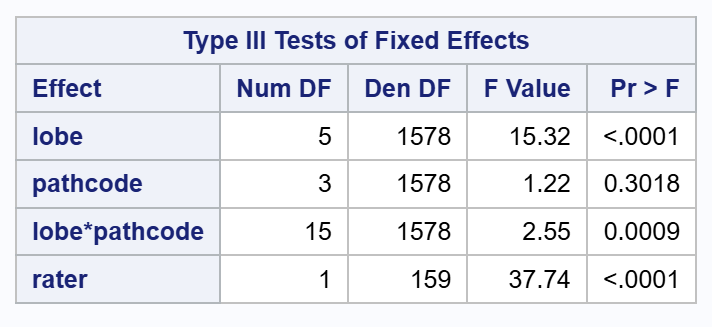 Type III Tests of Fixed Effects
Effect Num DF Den DF F Value Pr > F
lobe 5 1578 15.32 <.0001
pathcode 3 1578 1.22 0.3018
lobe*pathcode 15 1578 2.55 0.0009
rater 1 159 37.74 <.0001